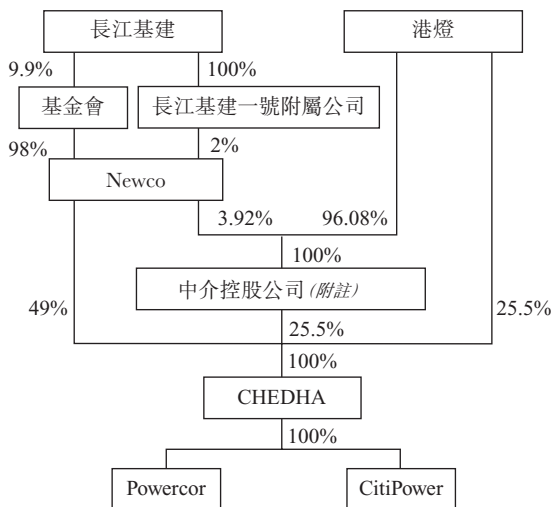 長江基建
港燈
9.9%
100%
基金會
長江基建一號附屬公司
98%
2%
Newco
3.92%
96.08%
100%
中介控股公司(附註)
49%
25.5%
25.5%
100%
CHEDHA
100%
Powercor
CitiPower